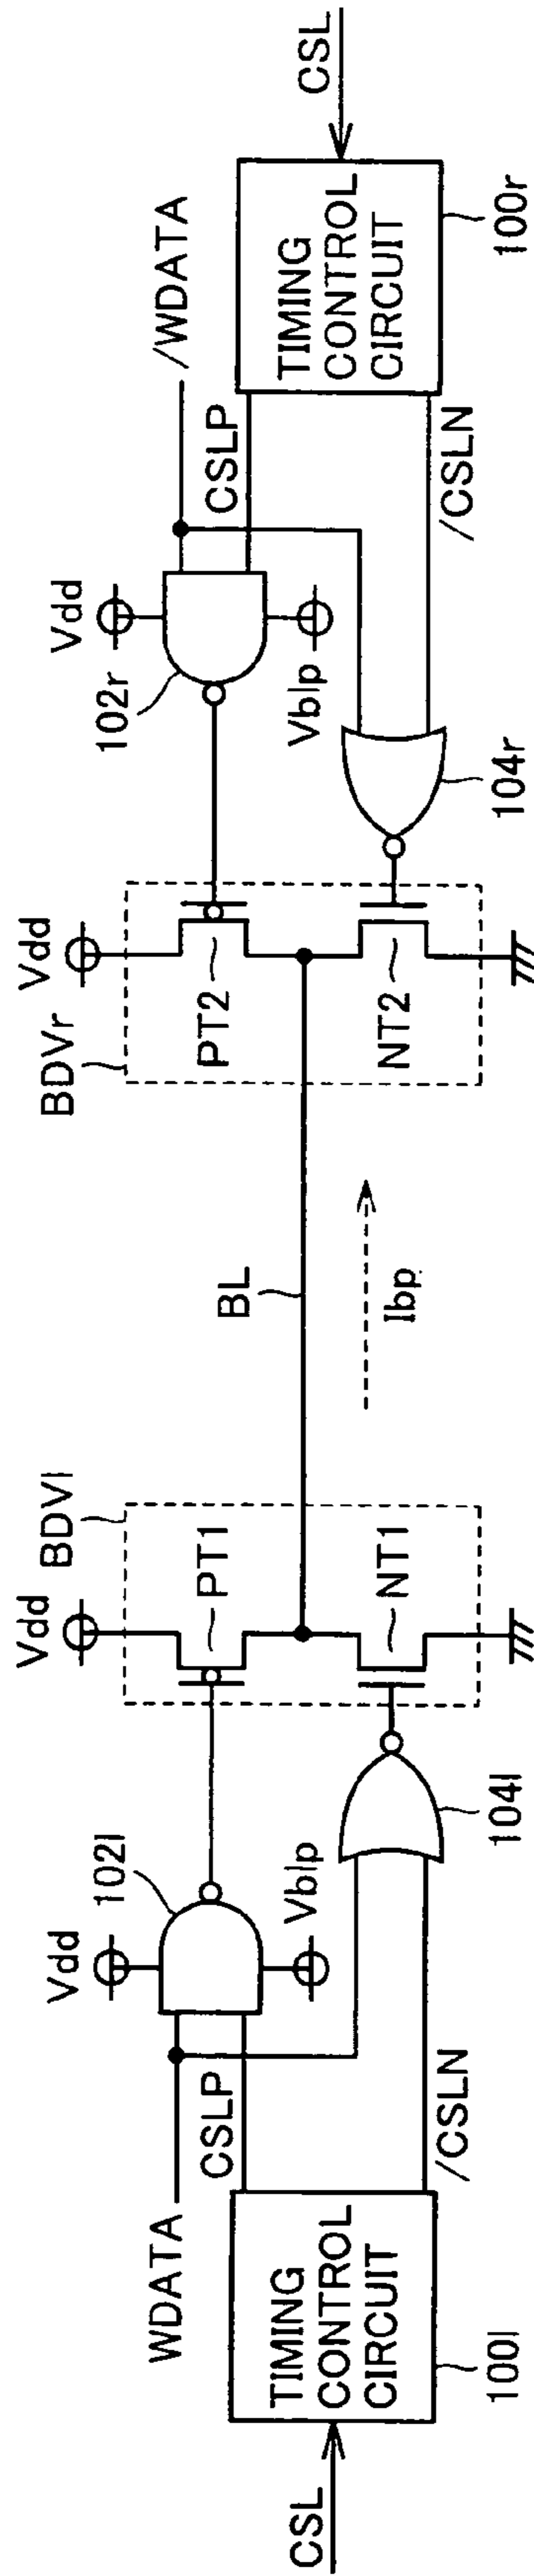 CSL
TIMING
CONTROL
CIRCUIT
100l
WDATA
CSLP
/CSLN
Vdd
102l
Vblp
104l
Vdd
BDVl
PT1
NT1
BL
Ibp
BDVr
Vdd
PT2
NT2
102r
Vdd
Vblp
104r
/WDATA
CSLP
/CSLN
TIMING
CONTROL
CIRCUIT
100r
CSL